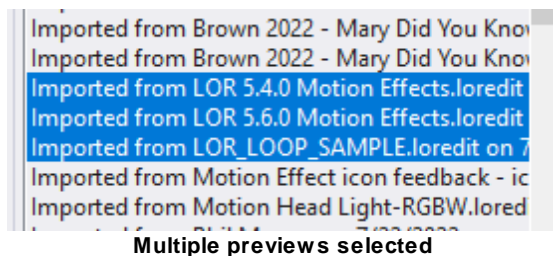 Imported from Brown 2022 - Mary Did You Know
Imported from Brown 2022 - Mary Did You Know
Imported from LOR 5.4.0 Motion Effects.loredit
Imported from LOR 5.6.0 Motion Effects.loredit
Imported from LOR_LOOP_SAMPLE.loredit on 7
Imported from Motion Effect icon feedback - ic
Imported from Motion Head Light-RGBW.lored
Multiple previews selected